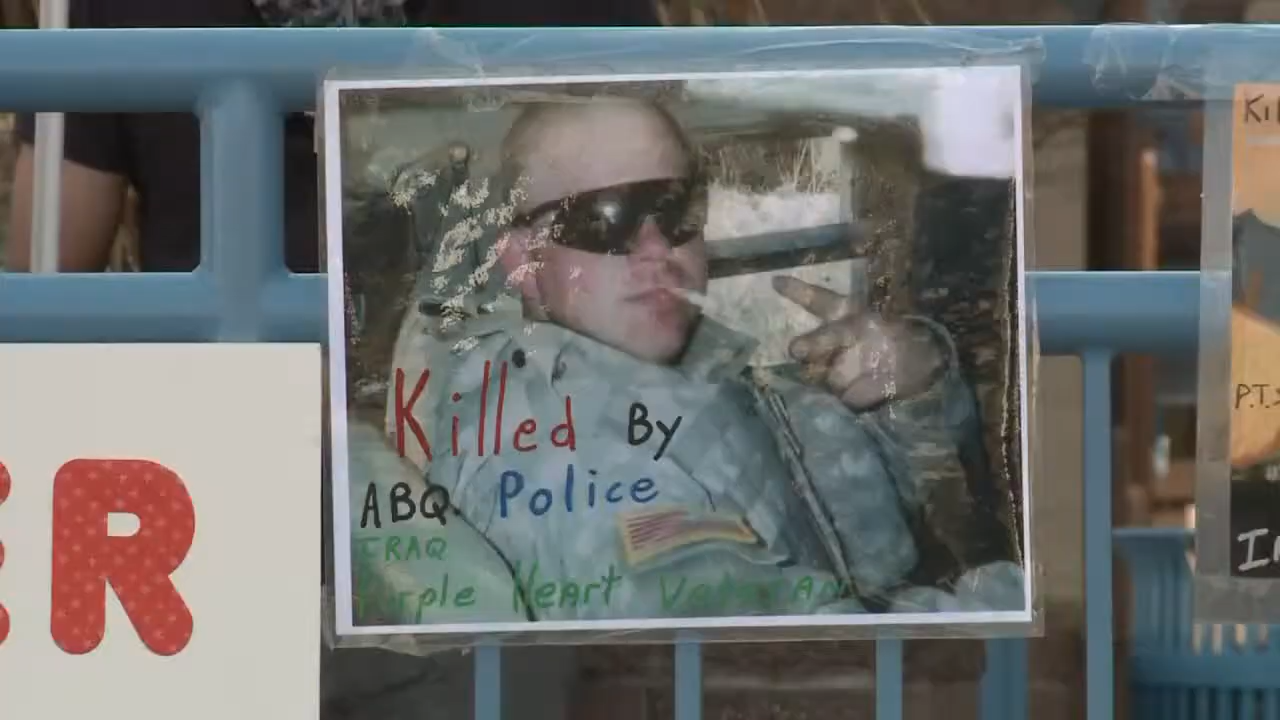 Killed By
ABQ. Police
IRAQ
Purple Heart Veteran
ER
Ki
P.T.S
I